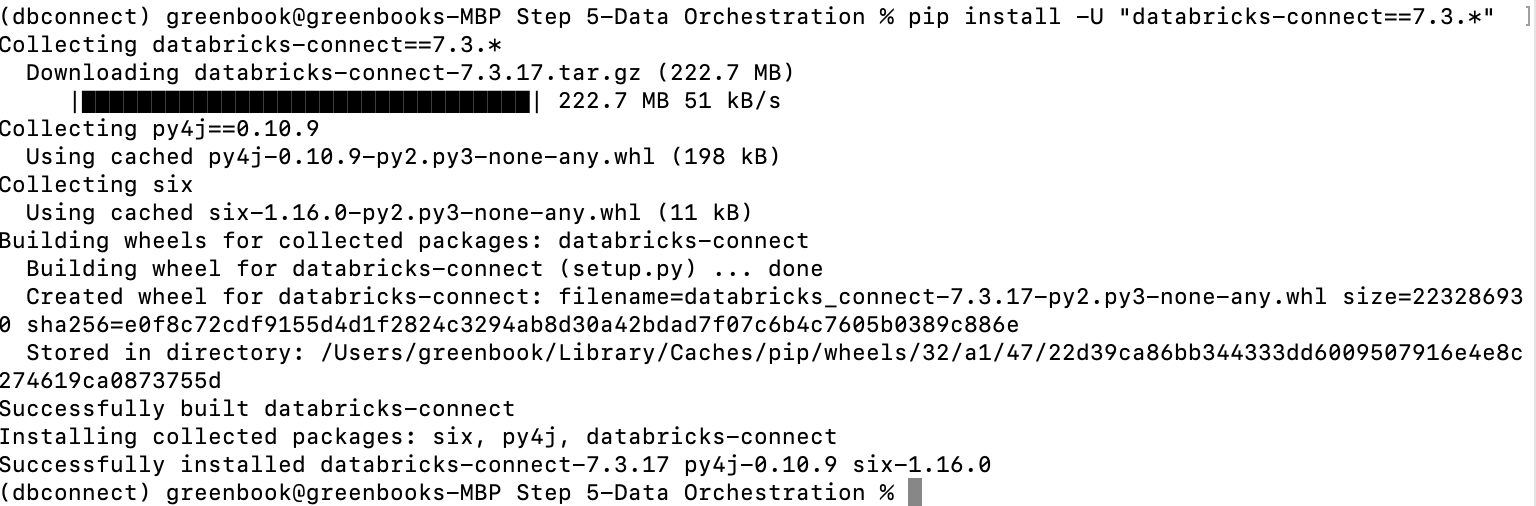 (dbconnect) greenbook@greenbooks-MBP Step 5-Data Orchestration % pip install -U "databricks-connect==7.3.*"  ]
Collecting databricks-connect==7.3.*
  Downloading databricks-connect-7.3.17.tar.gz (222.7 MB)
     |████████████████████████████████| 222.7 MB 51 kB/s
Collecting py4j==0.10.9
  Using cached py4j-0.10.9-py2.py3-none-any.whl (198 kB)
Collecting six
  Using cached six-1.16.0-py2.py3-none-any.whl (11 kB)
Building wheels for collected packages: databricks-connect
  Building wheel for databricks-connect (setup.py) ... done
  Created wheel for databricks-connect: filename=databricks_connect-7.3.17-py2.py3-none-any.whl size=22328693
0 sha256=e0f8c72cdf9155d4d1f2824c3294ab8d30a42bdad7f07c6b4c7605b0389c886e
  Stored in directory: /Users/greenbook/Library/Caches/pip/wheels/32/a1/47/22d39ca86bb344333dd6009507916e4e8c
274619ca0873755d
Successfully built databricks-connect
Installing collected packages: six, py4j, databricks-connect
Successfully installed databricks-connect-7.3.17 py4j-0.10.9 six-1.16.0
(dbconnect) greenbook@greenbooks-MBP Step 5-Data Orchestration %